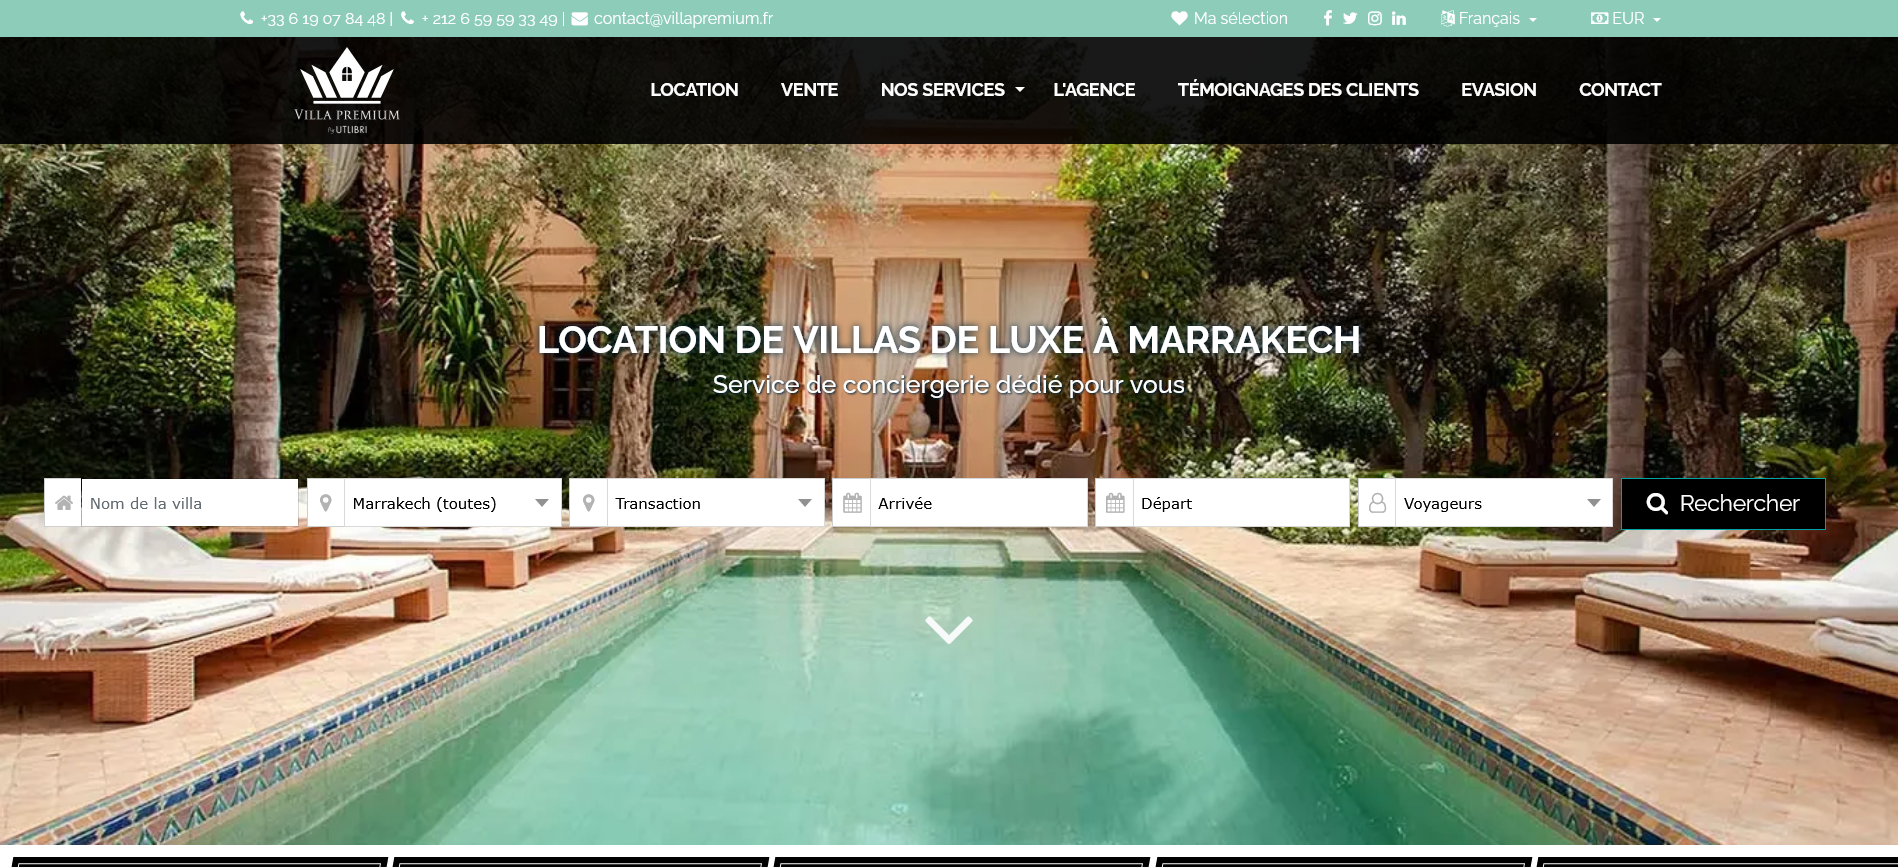 +33 6 19 07 84 48 | + 212 6 59 59 33 49 | contact@villapremium.fr Ma sélection Français EUR
VILLA PREMIUM
By UTLIBRI
LOCATION VENTE NOS SERVICES L'AGENCE TÉMOIGNAGES DES CLIENTS EVASION CONTACT
LOCATION DE VILLAS DE LUXE À MARRAKECH
Service de conciergerie dédié pour vous
Nom de la villa Marrakech (toutes) Transaction Arrivée Départ Voyageurs Rechercher